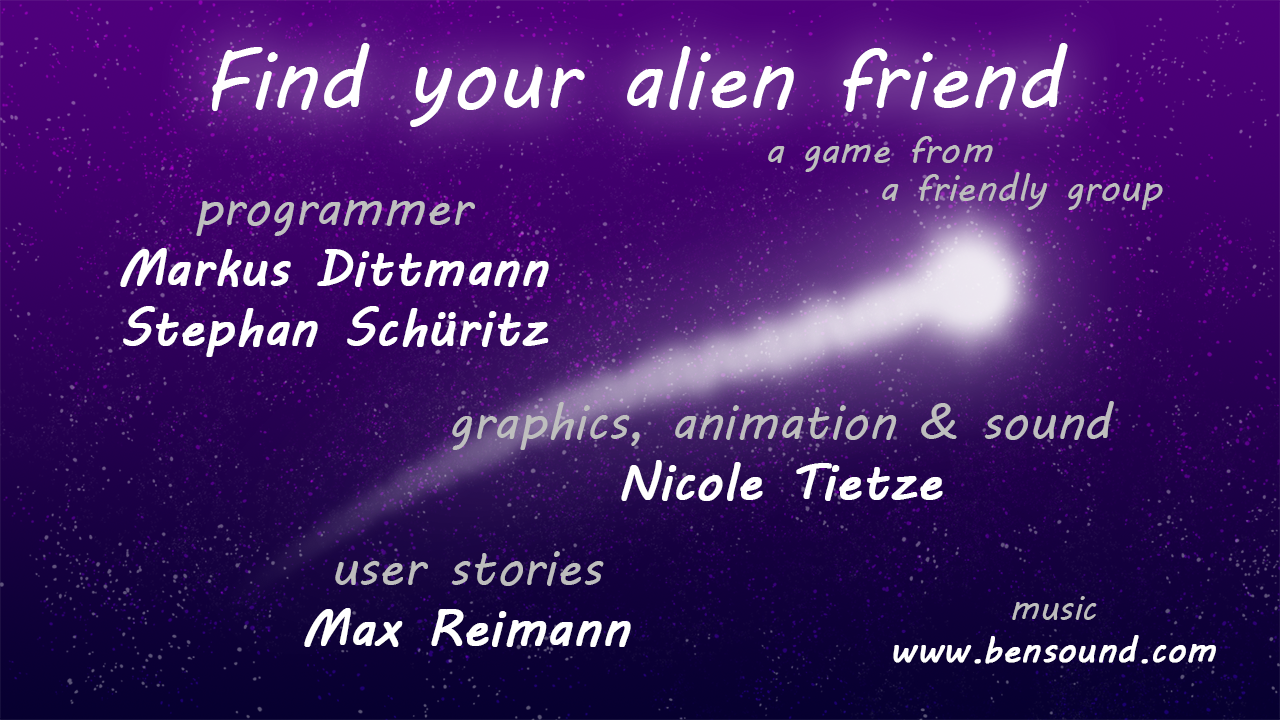 Find your alien friend
a game from
a friendly group
programmer
Markus Dittmann
Stephan Schüritz
graphics, animation & sound
Nicole Tietze
user stories
Max Reimann
music
www.bensound.com